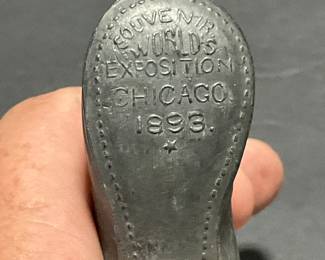 SOUVENIR
WORLD'S
EXPOSITION
CHICAGO
1893.